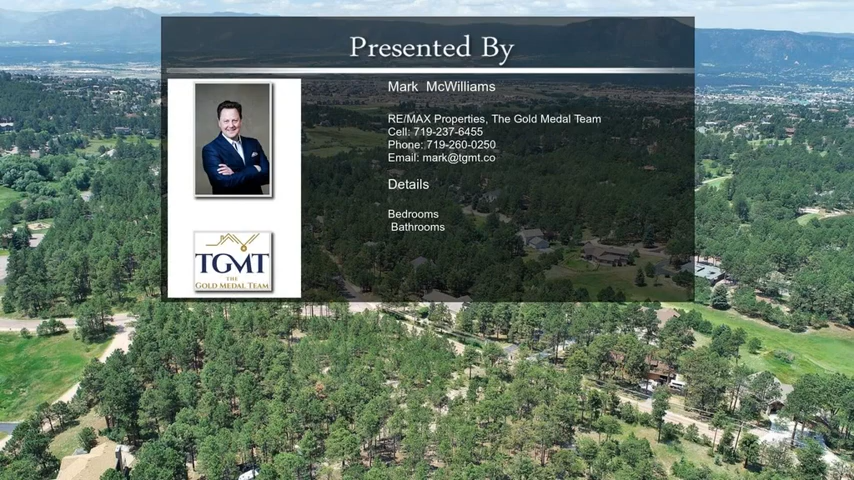 Presented By
Mark McWilliams
RE/MAX Properties, The Gold Medal Team
Cell: 719-237-6455
Phone: 719-260-0250
Email: mark@tgmt.co
Details
Bedrooms
Bathrooms
TGMT
THE
GOLD MEDAL TEAM